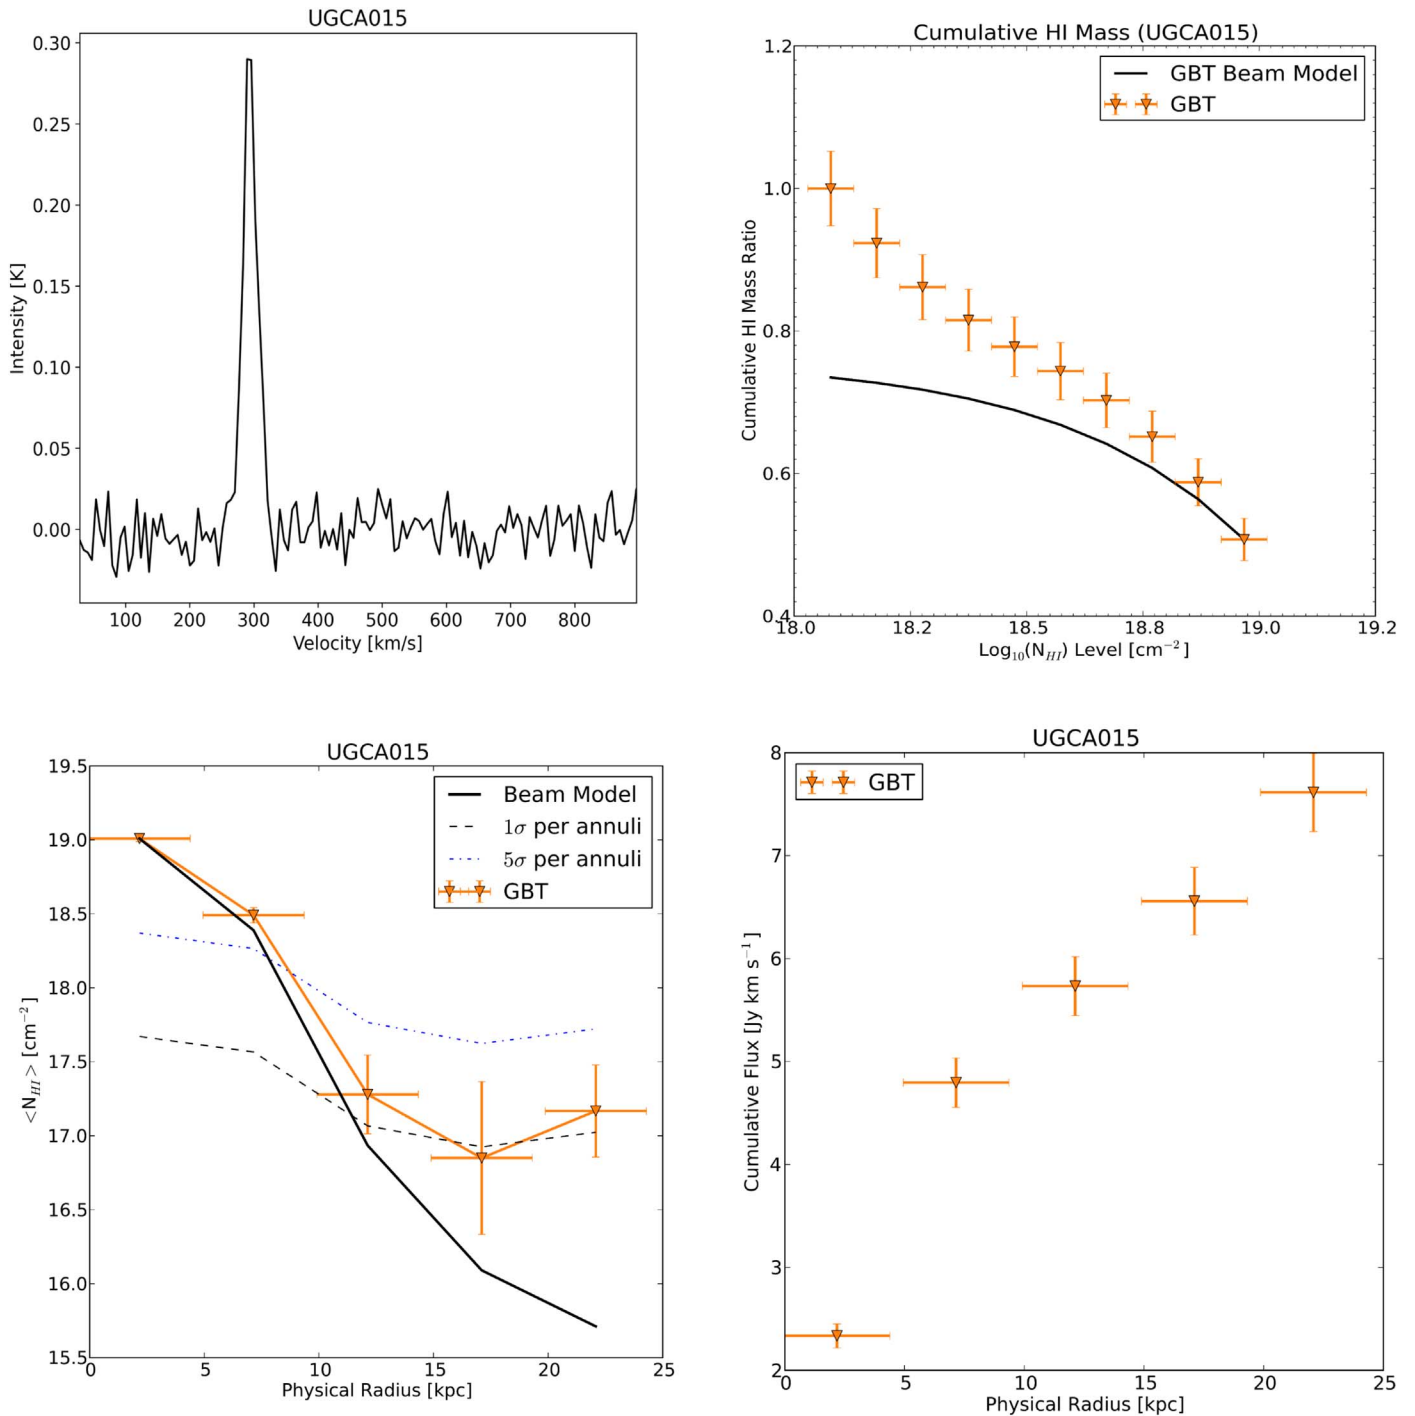 UGCA015
0.30
0.25
0.20
0.15
0.10
0.05
0.00
Intensity [K]
100 200 300 400 500 600 700 800
Velocity [km/s]
Cumulative HI Mass (UGCA015)
1.2
1.0
0.8
0.6
0.4
Cumulative HI Mass Ratio
GBT Beam Model
GBT
18.0 18.2 18.5 18.8 19.0 19.2
Log₁₀(N_HI) Level [cm⁻²]
UGCA015
19.5
19.0
18.5
18.0
17.5
17.0
16.5
16.0
15.5
<N_HI> [cm⁻²]
Beam Model
1σ per annuli
5σ per annuli
GBT
0 5 10 15 20 25
Physical Radius [kpc]
UGCA015
8
7
6
5
4
3
2
Cumulative Flux [Jy km s⁻¹]
GBT
0 5 10 15 20 25
Physical Radius [kpc]